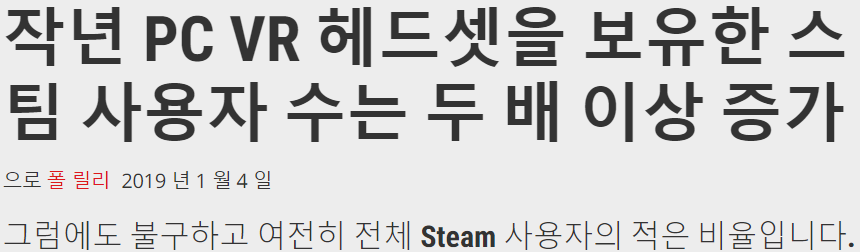 작년 PC VR 헤드셋을 보유한 스
팀 사용자 수는 두 배 이상 증가
으로 폴 릴리 2019 년 1 월 4 일
그럼에도 불구하고 여전히 전체 Steam 사용자의 적은 비율입니다.